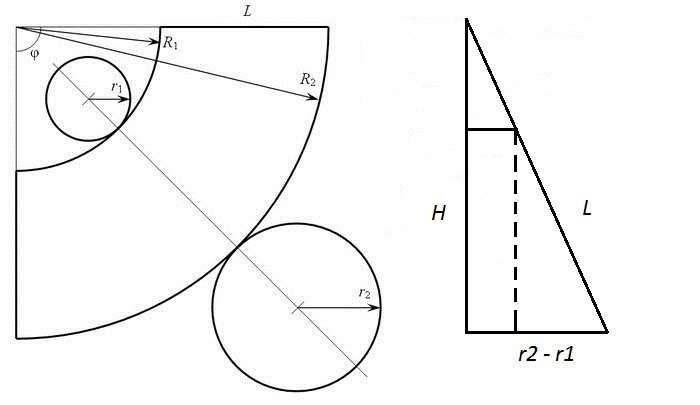 L
φ
R₁
R₂
r₁
r₂
H
L
r2 - r1